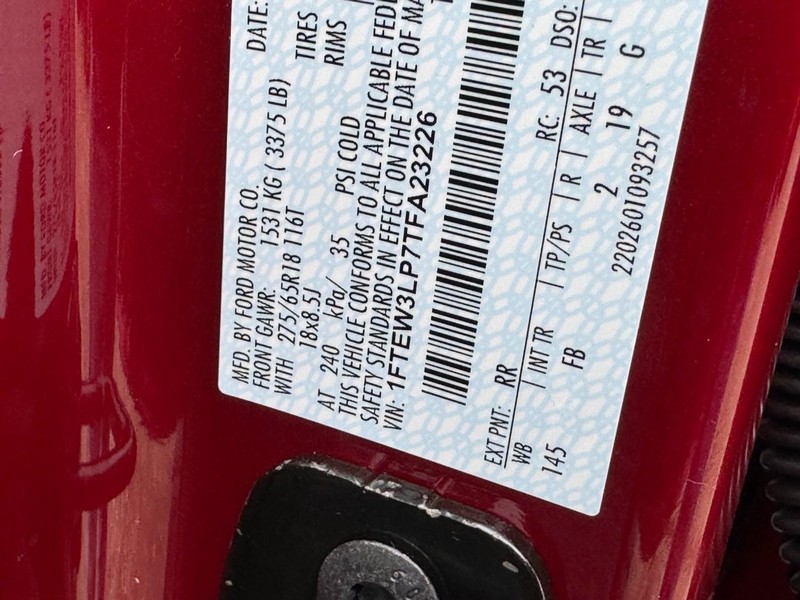 MFD. BY FORD MOTOR CO.
DATE:
FRONT GAWR: 1531 KG ( 3375 LB)
WITH 275/65R18 116T TIRES
18x8.5J RIMS
AT 240 kPa/ 35 PSI COLD
THIS VEHICLE CONFORMS TO ALL APPLICABLE FED
SAFETY STANDARDS IN EFFECT ON THE DATE OF MA
VIN: 1FTEW3LP7TFA23226
EXT PNT: RR RC: 53 DSO:
WB | INT TR | TP/PS | R | AXLE | TR |
145 FB 2 19 G
2202601093257